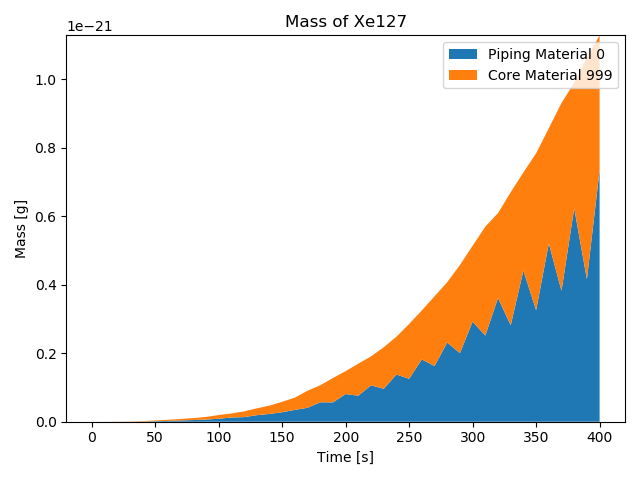 Mass of Xe127
1e−21
Piping Material 0
Core Material 999
1.0
0.8
0.6
0.4
0.2
0.0
Mass [g]
0 50 100 150 200 250 300 350 400
Time [s]